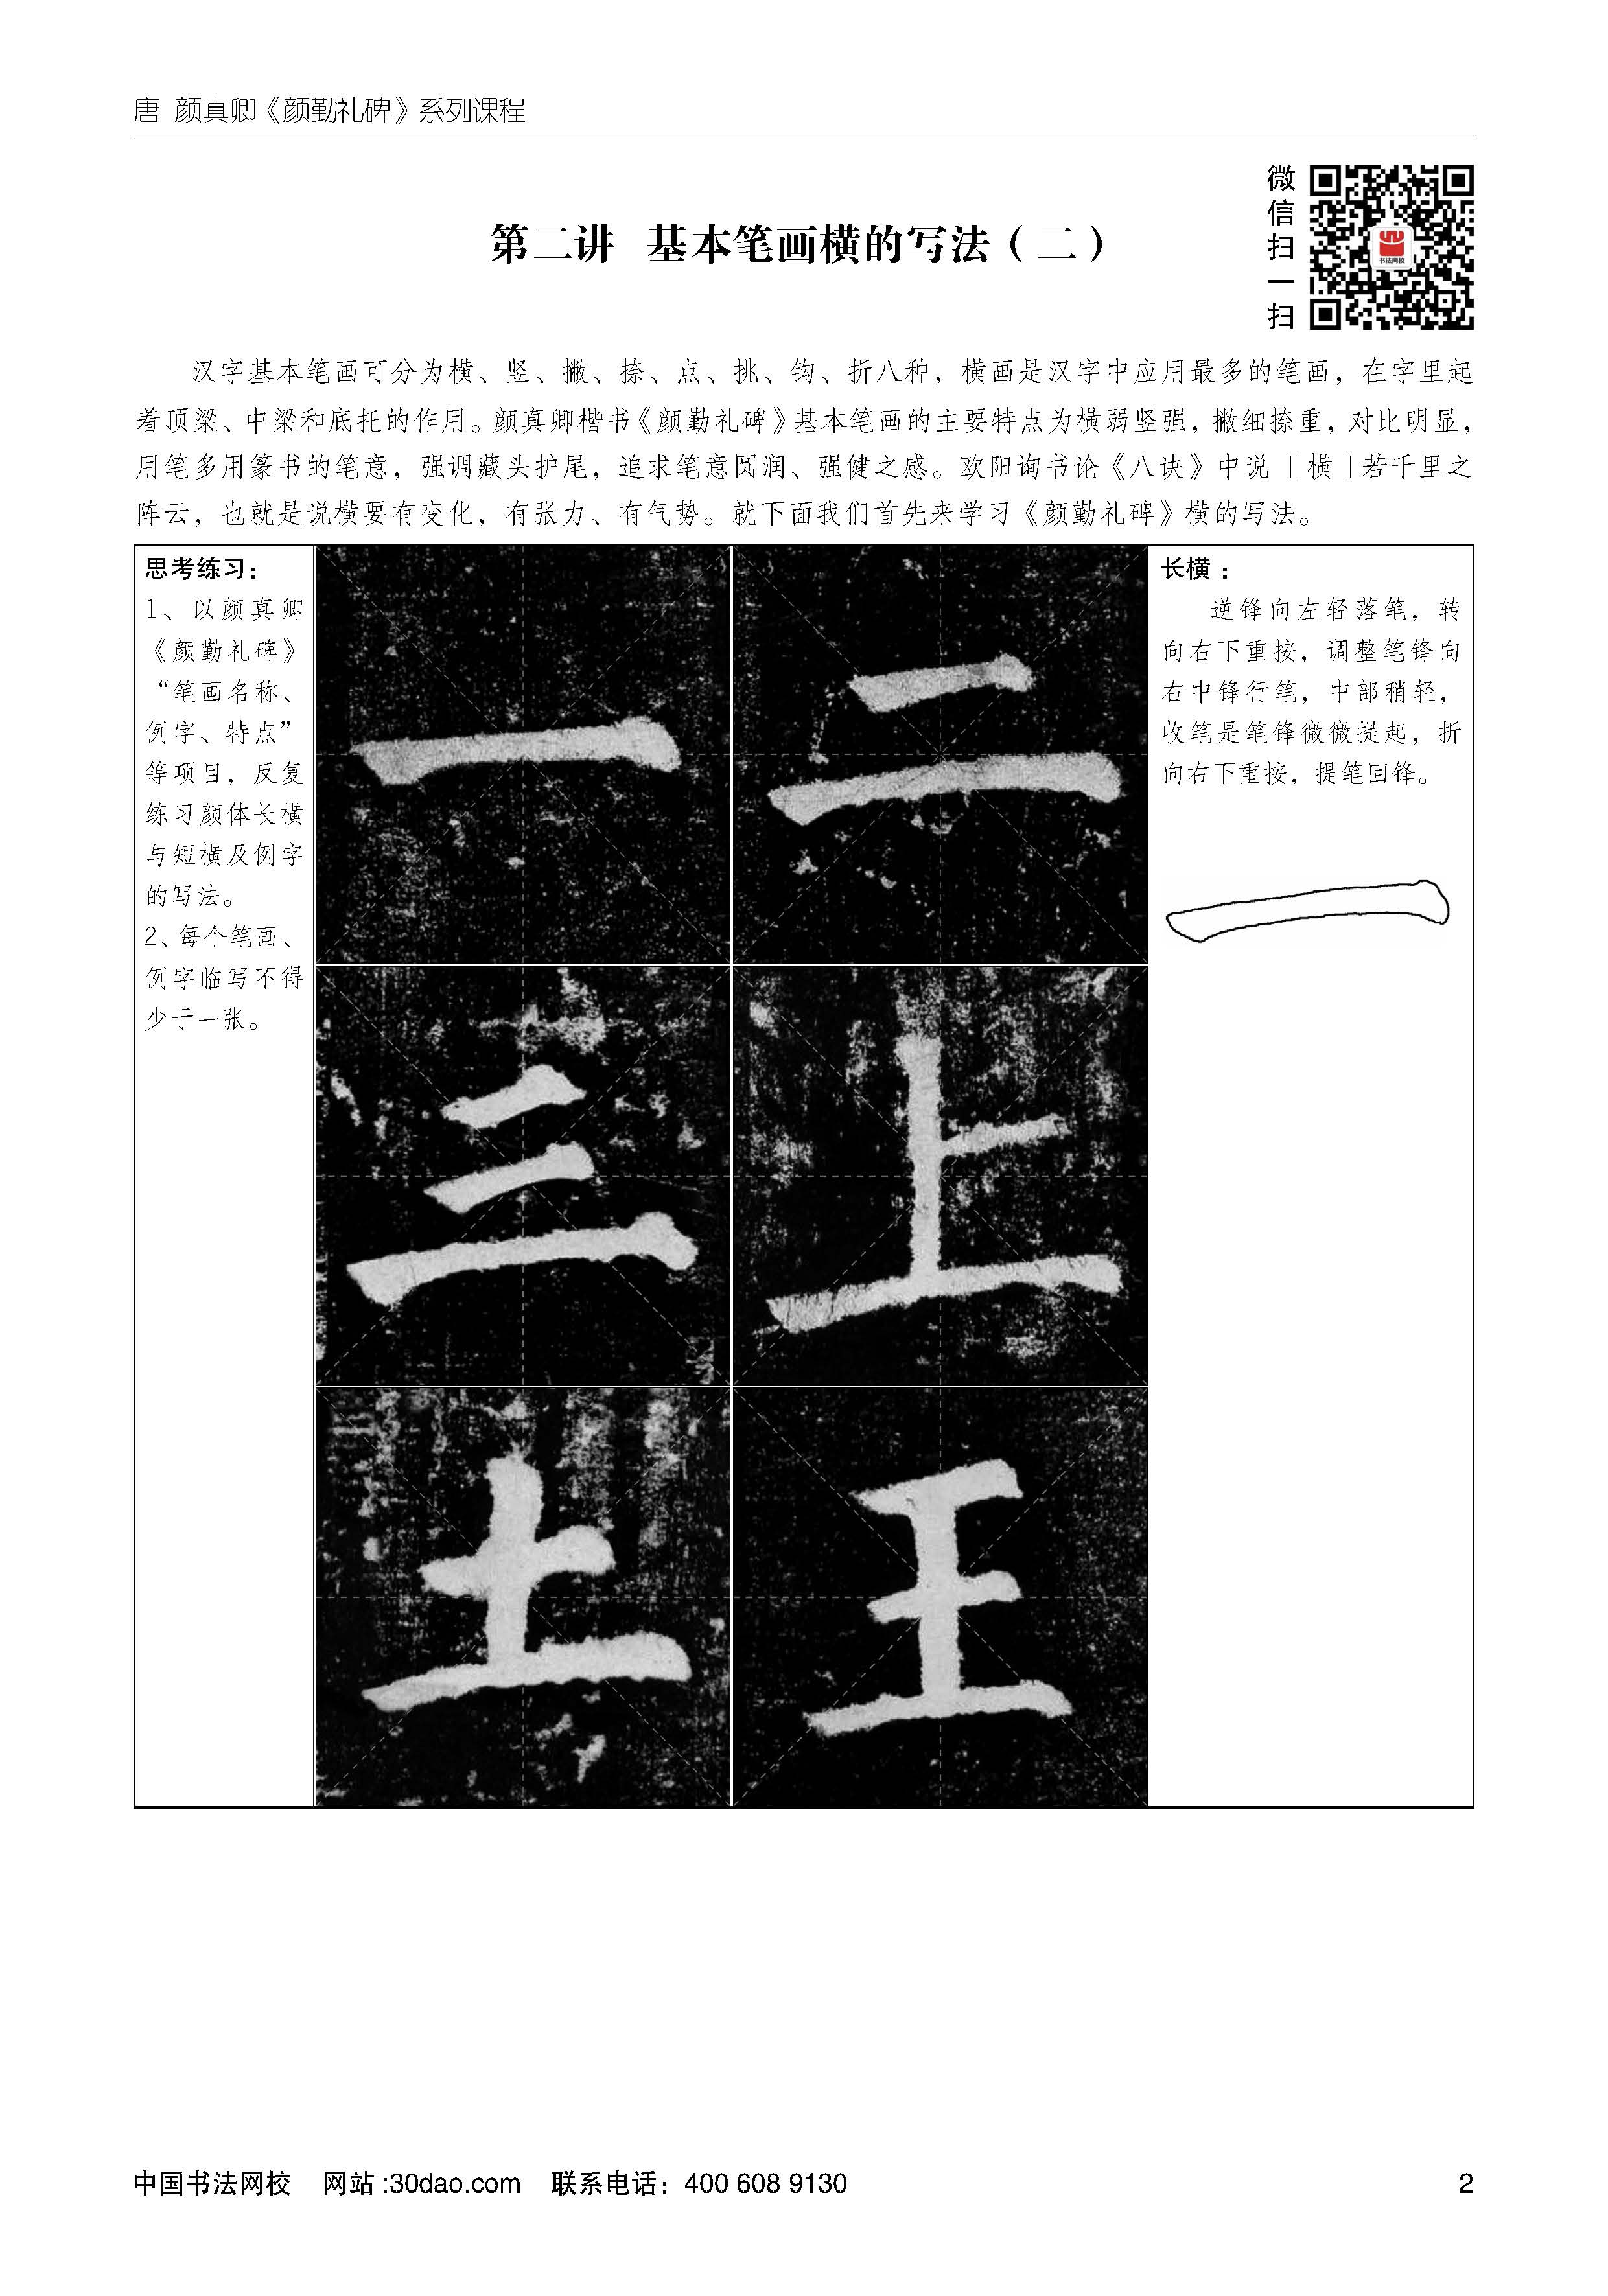 唐 颜真卿《颜勤礼碑》系列课程
微信扫一扫
书法网校
第二讲 基本笔画横的写法（二）
汉字基本笔画可分为横、竖、撇、捺、点、挑、钩、折八种，横画是汉字中应用最多的笔画，在字里起
着顶梁、中梁和底托的作用。颜真卿楷书《颜勤礼碑》基本笔画的主要特点为横弱竖强，撇细捺重，对比明显，
用笔多用篆书的笔意，强调藏头护尾，追求笔意圆润、强健之感。欧阳询书论《八诀》中说［横］若千里之
阵云，也就是说横要有变化，有张力、有气势。就下面我们首先来学习《颜勤礼碑》横的写法。
思考练习：
1、以颜真卿
《颜勤礼碑》
“笔画名称、
例字、特点”
等项目，反复
练习颜体长横
与短横及例字
的写法。
2、每个笔画、
例字临写不得
少于一张。
一
二
三
上
土
王
长横：
逆锋向左轻落笔，转
向右下重按，调整笔锋向
右中锋行笔，中部稍轻，
收笔是笔锋微微提起，折
向右下重按，提笔回锋。
中国书法网校 网站:30dao.com 联系电话：400 608 9130
2